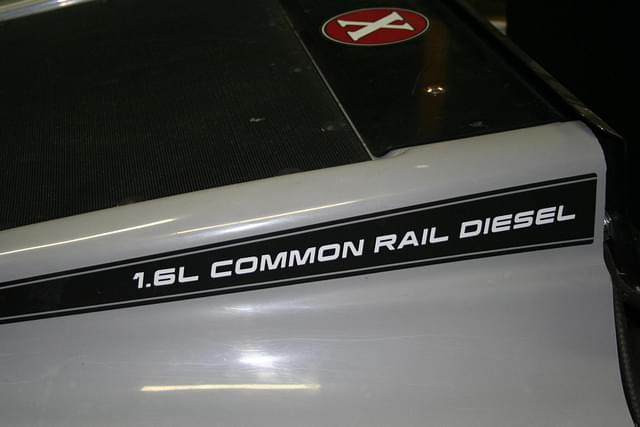 X
1.6L COMMON RAIL DIESEL